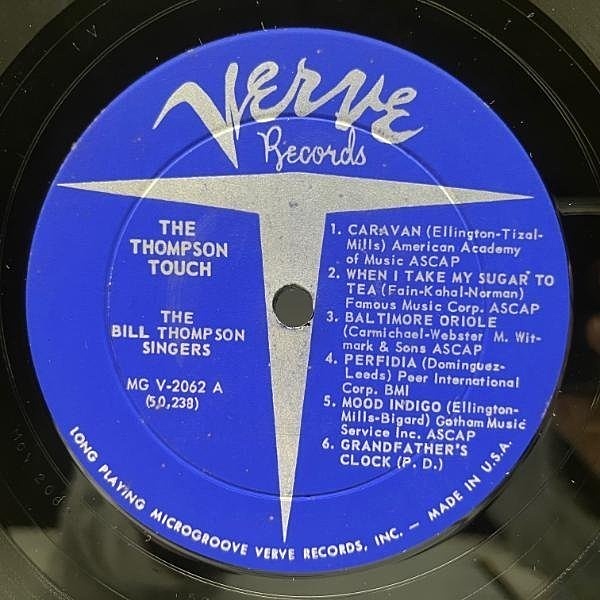 Verve
Records
THE
THOMPSON
TOUCH
THE
BILL THOMPSON
SINGERS
MG V-2062 A
(50,238)
1. CARAVAN (Ellington-Tizal-
Mills) American Academy
of Music ASCAP
2. WHEN I TAKE MY SUGAR TO
TEA (Fain-Kahal-Norman)
Famous Music Corp. ASCAP
3. BALTIMORE ORIOLE
(Carmichael-Webster M. Wit-
mark & Sons ASCAP
4. PERFIDIA (Dominguez-
Leeds) Peer International
Corp. BMI
5. MOOD INDIGO (Ellington-
Mills-Bigard) Gotham Music
Service Inc. ASCAP
6. GRANDFATHER'S
CLOCK (P. D.)
LONG PLAYING MICROGROOVE VERVE RECORDS, INC. — MADE IN U.S.A.